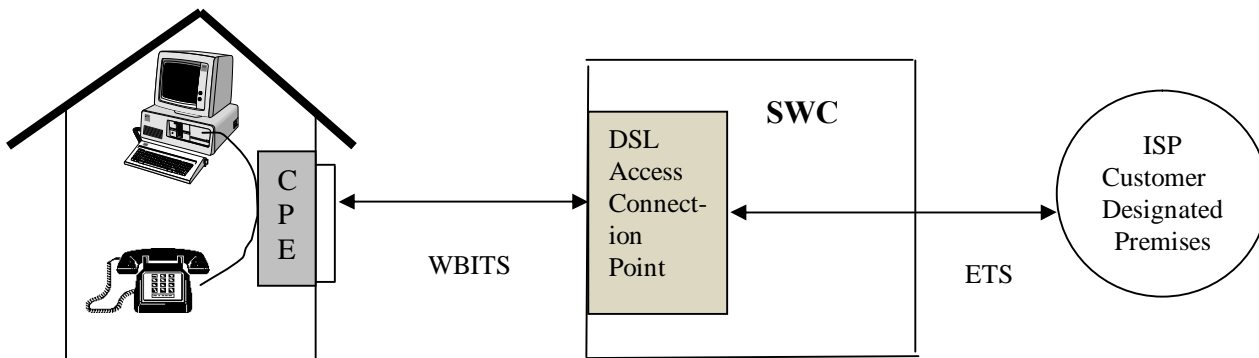 C
P
E
WBITS
DSL
Access
Connect-
ion
Point
SWC
ETS
ISP
Customer
Designated
Premises